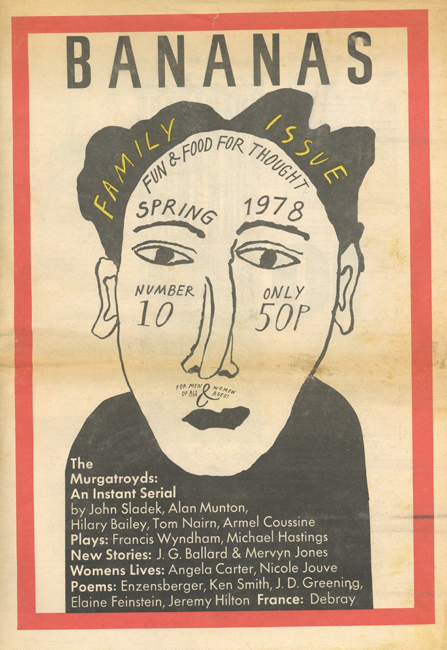 BANANAS
FAMILY ISSUE
FUN & FOOD FOR THOUGHT
SPRING 1978
NUMBER ONLY
10 50P
FOR MEN & WOMEN
OF ALL AGES!
The
Murgatroyds:
An Instant Serial
by John Sladek, Alan Munton,
Hilary Bailey, Tom Nairn, Armel Coussine
Plays: Francis Wyndham, Michael Hastings
New Stories: J. G. Ballard & Mervyn Jones
Womens Lives: Angela Carter, Nicole Jouve
Poems: Enzensberger, Ken Smith, J. D. Greening,
Elaine Feinstein, Jeremy Hilton France: Debray